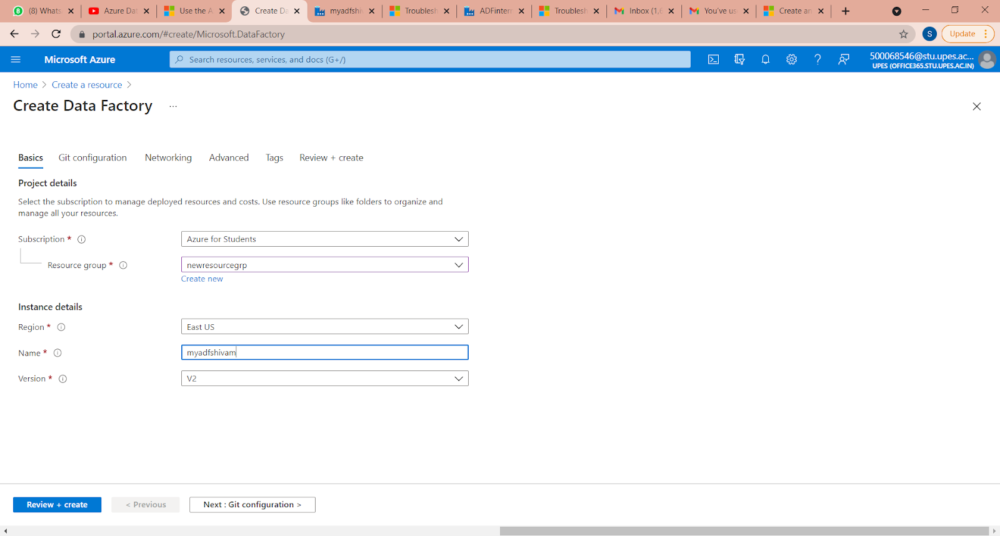 (8) Whats
Azure Dat
Use the A
Create Da
myadfshiv
Troublesh
ADFintern
Troublesh
Inbox (1,6
You've us
Create an
portal.azure.com/#create/Microsoft.DataFactory
S
Update
Microsoft Azure
Search resources, services, and docs (G+/)
500068546@stu.upes.ac...
UPES (OFFICE365.STU.UPES.AC.IN)
Home > Create a resource >
Create Data Factory ...
Basics Git configuration Networking Advanced Tags Review + create
Project details
Select the subscription to manage deployed resources and costs. Use resource groups like folders to organize and
manage all your resources.
Subscription * Azure for Students
Resource group * newresourcegrp
Create new
Instance details
Region * East US
Name * myadfshivam
Version * V2
Review + create < Previous Next : Git configuration >